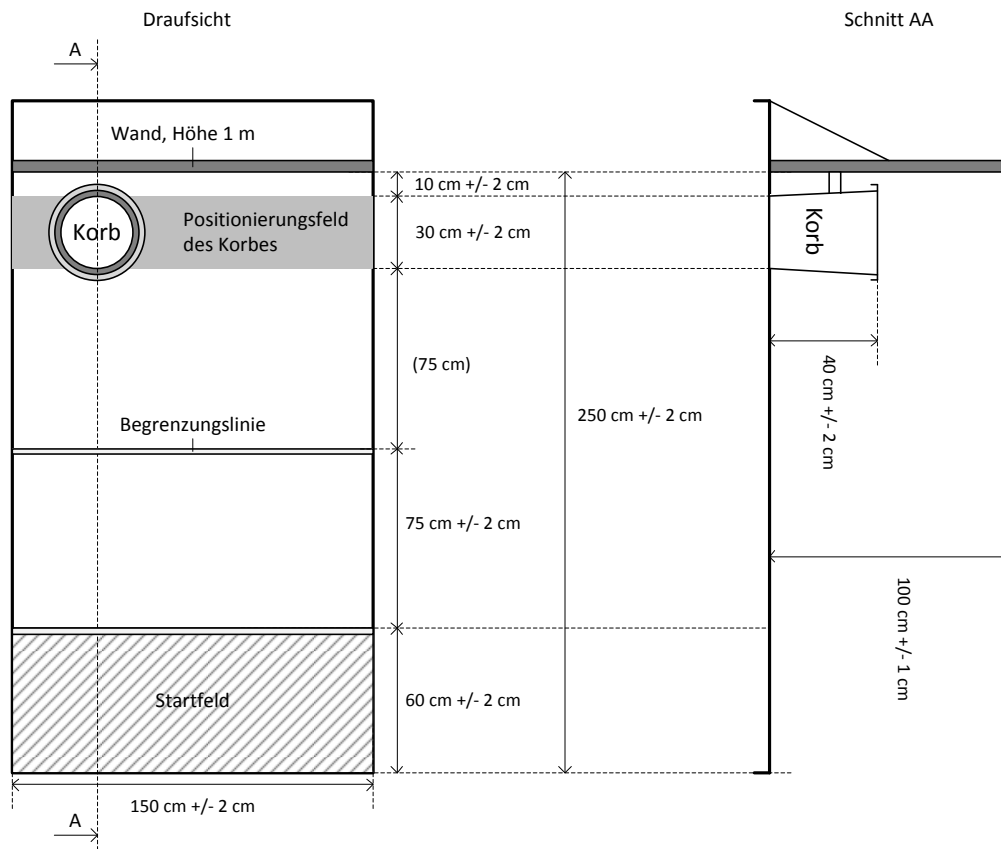 Draufsicht
Schnitt AA
A
Wand, Höhe 1 m
10 cm +/- 2 cm
Korb
Positionierungsfeld
des Korbes
30 cm +/- 2 cm
Korb
(75 cm)
40 cm +/- 2 cm
Begrenzungslinie
250 cm +/- 2 cm
75 cm +/- 2 cm
100 cm +/- 1 cm
Startfeld
60 cm +/- 2 cm
150 cm +/- 2 cm
A